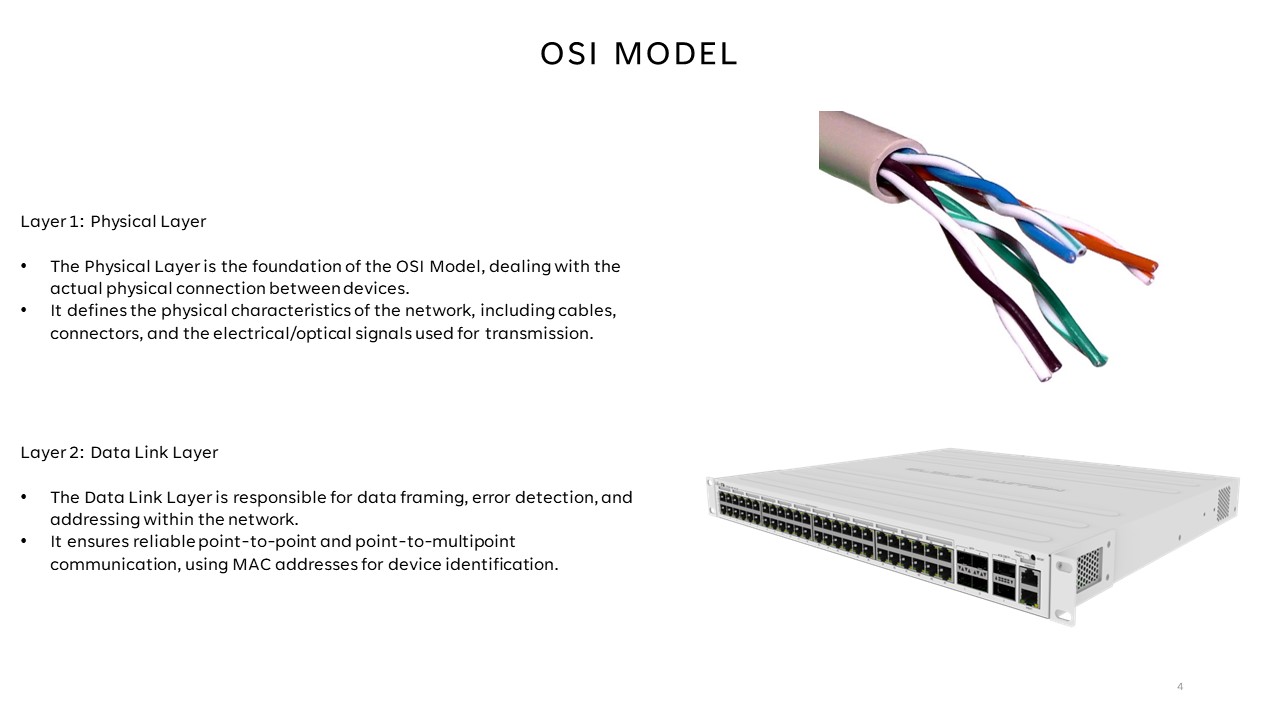 OSI MODEL
Layer 1: Physical Layer
• The Physical Layer is the foundation of the OSI Model, dealing with the
actual physical connection between devices.
• It defines the physical characteristics of the network, including cables,
connectors, and the electrical/optical signals used for transmission.
Layer 2: Data Link Layer
• The Data Link Layer is responsible for data framing, error detection, and
addressing within the network.
• It ensures reliable point-to-point and point-to-multipoint
communication, using MAC addresses for device identification.
4